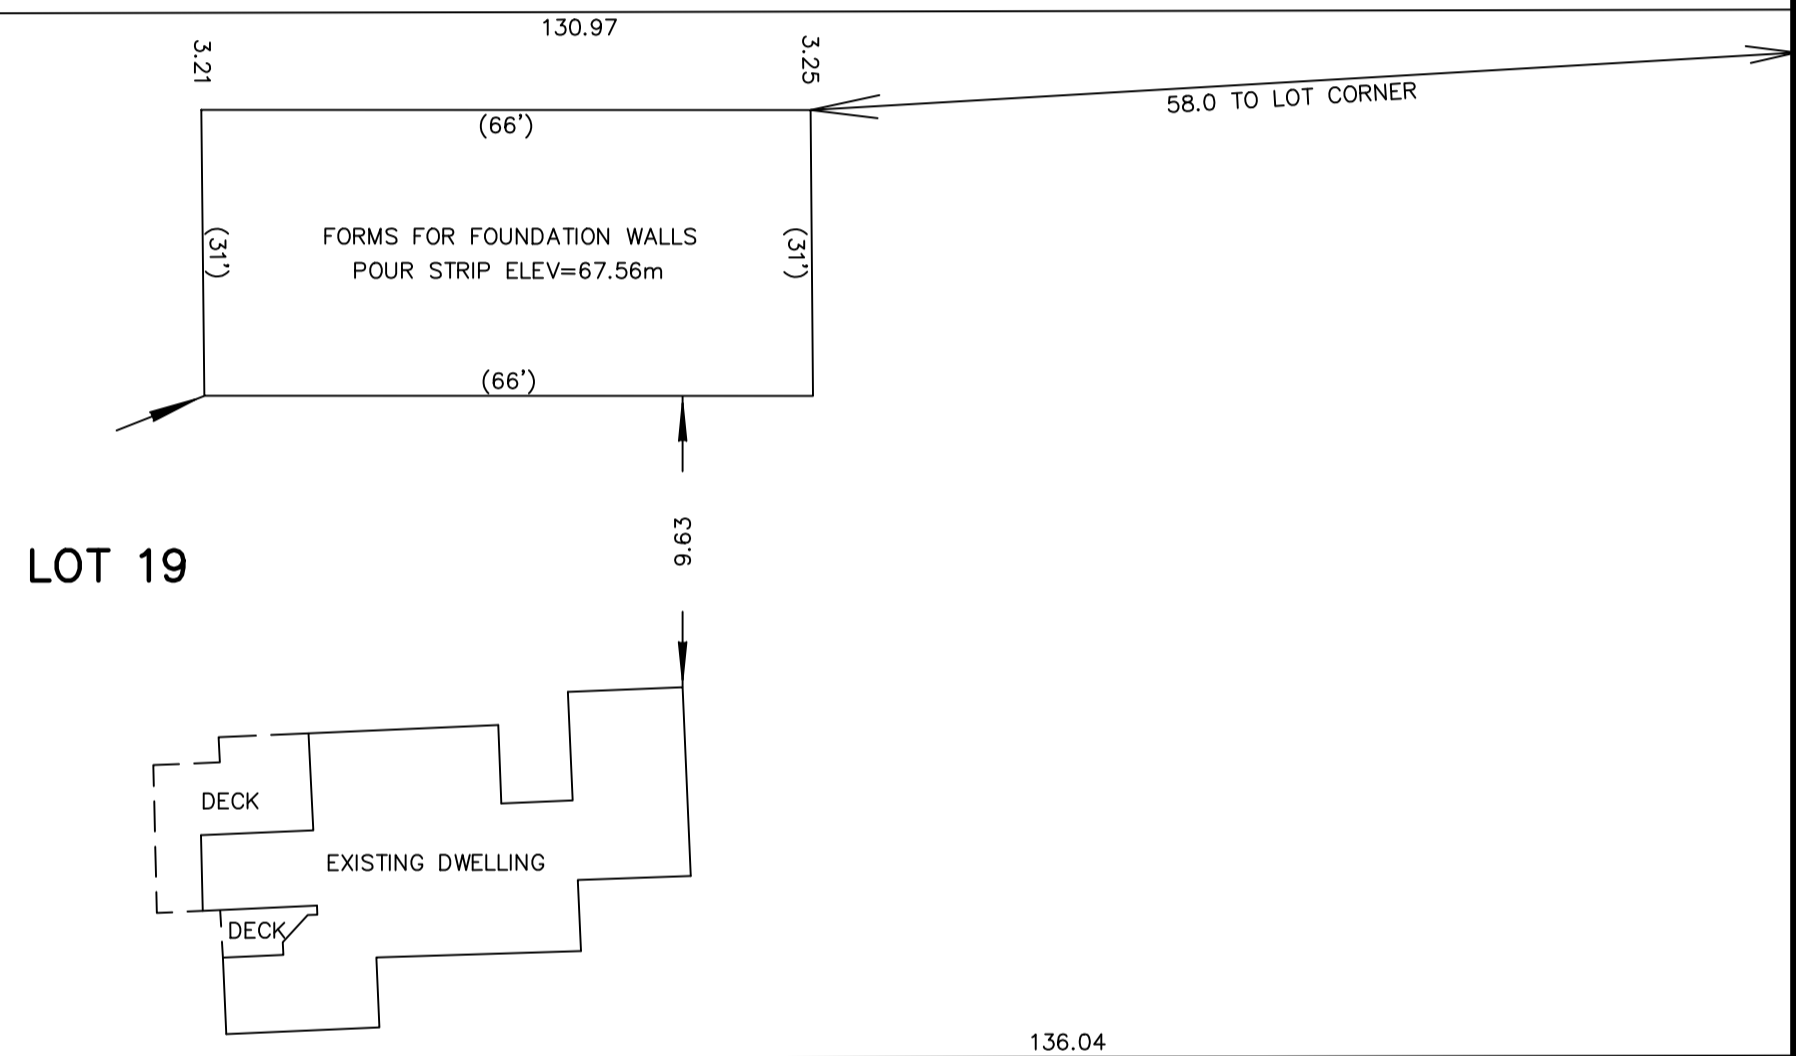 130.97
3.21
3.25
58.0 TO LOT CORNER
(66')
(31')
FORMS FOR FOUNDATION WALLS
POUR STRIP ELEV=67.56m
(31')
(66')
9.63
LOT 19
DECK
EXISTING DWELLING
DECK
136.04